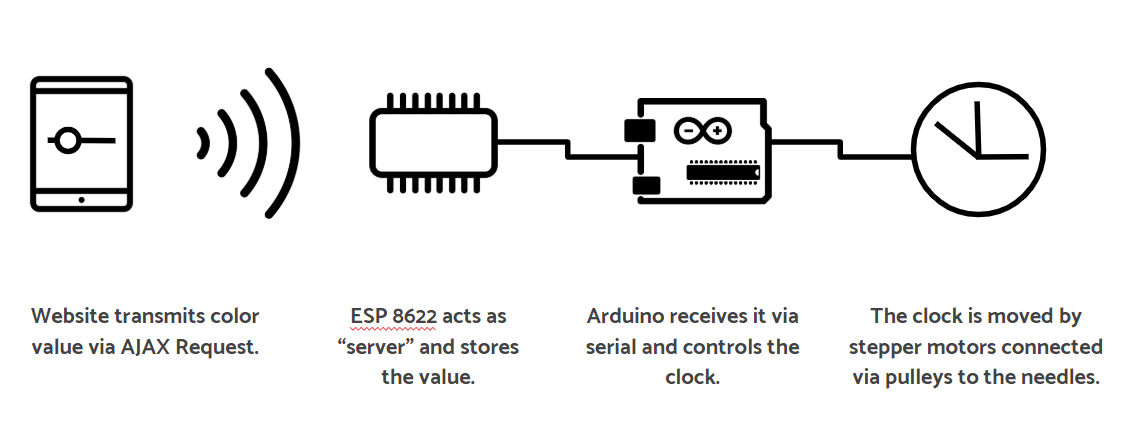 Website transmits color
value via AJAX Request.
ESP 8622 acts as
“server” and stores
the value.
Arduino receives it via
serial and controls the
clock.
The clock is moved by
stepper motors connected
via pulleys to the needles.